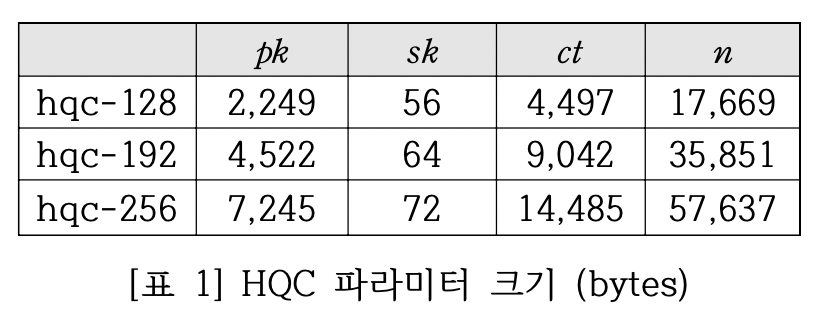 pk sk ct n
hqc-128 2,249 56 4,497 17,669
hqc-192 4,522 64 9,042 35,851
hqc-256 7,245 72 14,485 57,637
[표 1] HQC 파라미터 크기 (bytes)